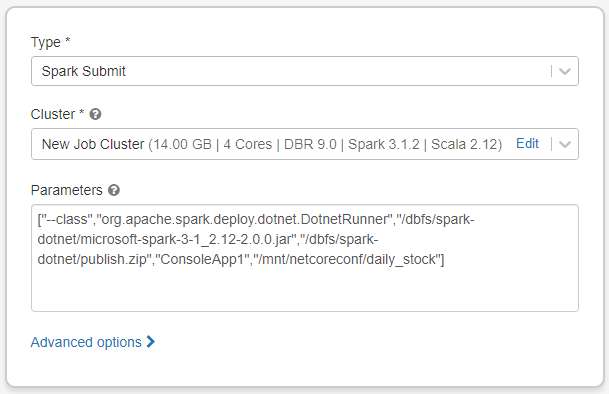 Type *
Spark Submit
Cluster * ?
New Job Cluster (14.00 GB | 4 Cores | DBR 9.0 | Spark 3.1.2 | Scala 2.12) Edit
Parameters ?
["--class","org.apache.spark.deploy.dotnet.DotnetRunner","/dbfs/spark-
dotnet/microsoft-spark-3-1_2.12-2.0.0.jar","/dbfs/spark-
dotnet/publish.zip","ConsoleApp1","/mnt/netcoreconf/daily_stock"]
Advanced options